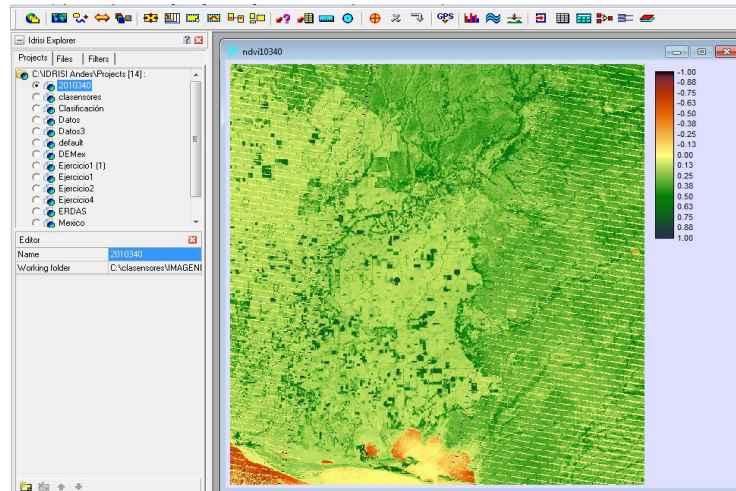 GPS
Idrisi Explorer
Projects Files Filters
C:\IDRISI Andes\Projects [14] :
2010340
clasensores
Clasificación
Datos
Datos3
default
DEMex
Ejercicio1 (1)
Ejercicio1
Ejercicio2
Ejercicio4
ERDAS
Mexico
Editor
Name 2010340
Working folder C:\clasensores\IMAGENI
ndvi10340
-1.00
-0.88
-0.75
-0.63
-0.50
-0.38
-0.25
-0.13
0.00
0.13
0.25
0.38
0.50
0.63
0.75
0.88
1.00